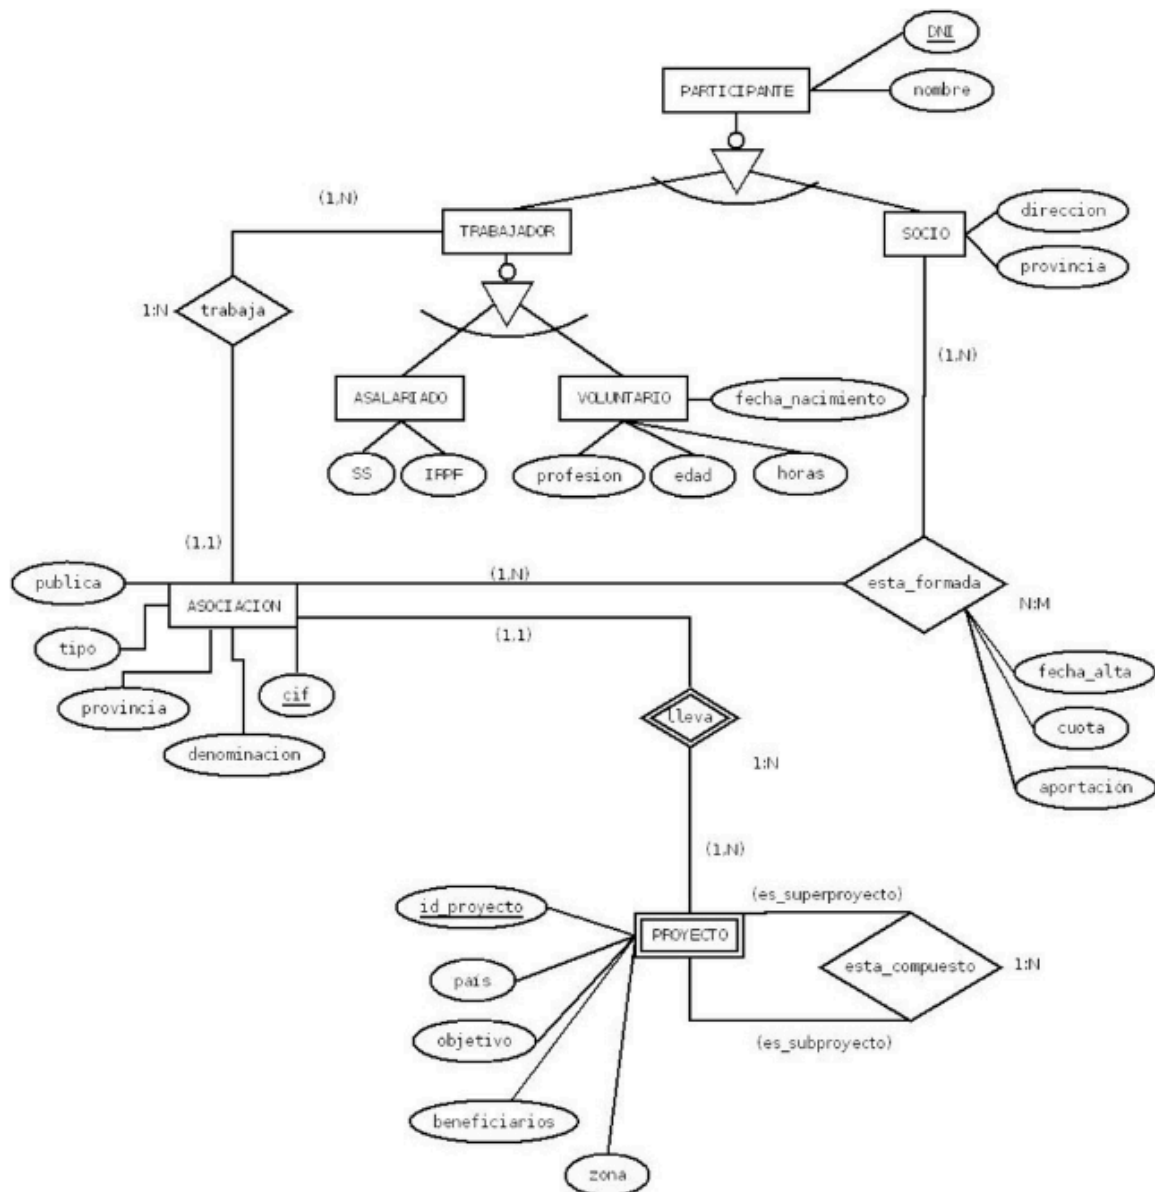 DNI
PARTICIPANTE
nombre
(1,N)
TRABAJADOR
SOCIO
direccion
provincia
1:N
trabaja
(1,N)
ASALARIADO
VOLUNTARIO
fecha_nacimiento
SS
IRPF
profesion
edad
horas
(1,1)
publica
ASOCIACION
(1,N)
esta_formada
N:M
(1,1)
tipo
provincia
cif
denominacion
fecha_alta
cuota
aportación
lleva
1:N
(1,N)
(es_superproyecto)
id_proyecto
PROYECTO
esta_compuesto
1:N
país
objetivo
(es_subproyecto)
beneficiarios
zona